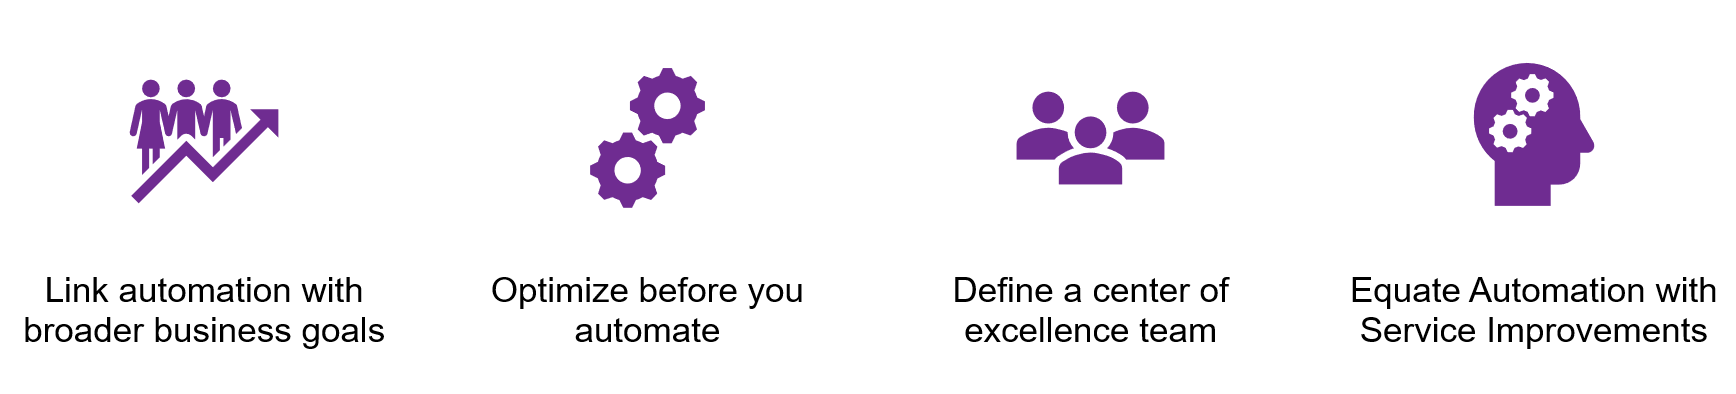 Link automation with
broader business goals
Optimize before you
automate
Define a center of
excellence team
Equate Automation with
Service Improvements